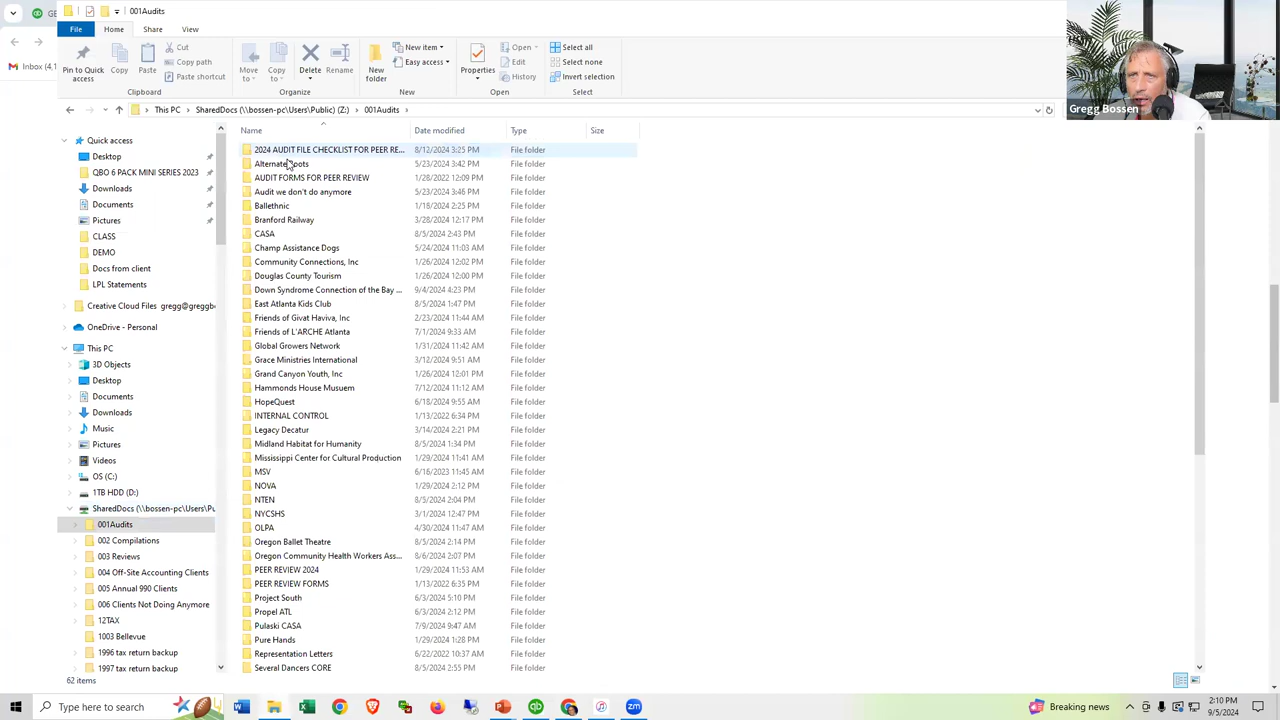 GE
001Audits
File Home Share View
Inbox (4,1
Pin to Quick access
Copy
Paste
Cut
Copy path
Paste shortcut
Clipboard
Move to
Copy to
Delete
Rename
Organize
New folder
New item
Easy access
New
Properties
Open
Edit
History
Open
Select all
Select none
Invert selection
Select
Gregg Bossen
This PC > SharedDocs (\\bossen-pc\Users\Public) (Z:) > 001Audits >
Name Date modified Type Size
Quick access
Desktop
QBO 6 PACK MINI SERIES 2023
Downloads
Documents
Pictures
CLASS
DEMO
Docs from client
LPL Statements
Creative Cloud Files gregg@greggb
OneDrive - Personal
This PC
3D Objects
Desktop
Documents
Downloads
Music
Pictures
Videos
OS (C:)
1TB HDD (D:)
SharedDocs (\\bossen-pc\Users\Pu
001Audits
002 Compilations
003 Reviews
004 Off-Site Accounting Clients
005 Annual 990 Clients
006 Clients Not Doing Anymore
12TAX
1003 Bellevue
1996 tax return backup
1997 tax return backup
2024 AUDIT FILE CHECKLIST FOR PEER RE... 8/12/2024 3:25 PM File folder
Alternate ots 5/23/2024 3:42 PM File folder
AUDIT FORMS FOR PEER REVIEW 1/28/2022 12:09 PM File folder
Audit we don't do anymore 5/23/2024 3:46 PM File folder
Ballethnic 1/18/2024 2:25 PM File folder
Branford Railway 3/28/2024 12:17 PM File folder
CASA 8/5/2024 2:43 PM File folder
Champ Assistance Dogs 5/24/2024 11:03 AM File folder
Community Connections, Inc 1/26/2024 12:02 PM File folder
Douglas County Tourism 1/26/2024 12:00 PM File folder
Down Syndrome Connection of the Bay ... 9/4/2024 4:23 PM File folder
East Atlanta Kids Club 8/5/2024 1:47 PM File folder
Friends of Givat Haviva, Inc 2/23/2024 11:44 AM File folder
Friends of L'ARCHE Atlanta 7/1/2024 9:33 AM File folder
Global Growers Network 1/31/2024 11:42 AM File folder
Grace Ministries International 3/12/2024 9:51 AM File folder
Grand Canyon Youth, Inc 1/26/2024 12:01 PM File folder
Hammonds House Musuem 7/12/2024 11:12 AM File folder
HopeQuest 6/18/2024 9:55 AM File folder
INTERNAL CONTROL 1/13/2022 6:34 PM File folder
Legacy Decatur 3/14/2024 2:21 PM File folder
Midland Habitat for Humanity 8/5/2024 1:34 PM File folder
Mississippi Center for Cultural Production 1/29/2024 11:41 AM File folder
MSV 6/16/2023 11:45 AM File folder
NOVA 1/29/2024 2:12 PM File folder
NTEN 8/5/2024 2:04 PM File folder
NYCSHS 3/1/2024 12:47 PM File folder
OLPA 4/30/2024 11:47 AM File folder
Oregon Ballet Theatre 8/5/2024 2:14 PM File folder
Oregon Community Health Workers Ass... 8/6/2024 2:07 PM File folder
PEER REVIEW 2024 1/29/2024 11:53 AM File folder
PEER REVIEW FORMS 1/13/2022 6:35 PM File folder
Project South 6/3/2024 5:10 PM File folder
Propel ATL 6/3/2024 2:12 PM File folder
Pulaski CASA 7/9/2024 9:47 AM File folder
Pure Hands 1/29/2024 1:28 PM File folder
Representation Letters 6/22/2022 10:37 AM File folder
Several Dancers CORE 8/5/2024 2:55 PM File folder
62 items
Type here to search
Breaking news
2:10 PM
9/5/2024